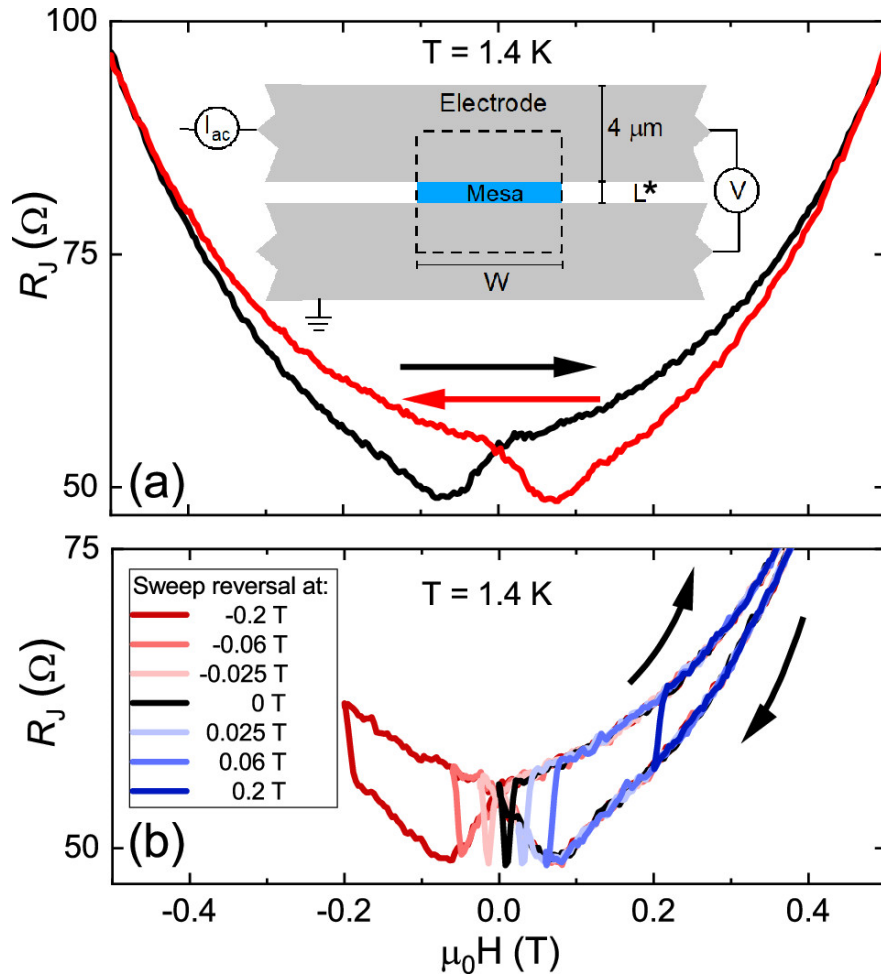 100
T = 1.4 K
Electrode
I_ac
4 μm
75
Mesa
L*
V
W
R_J (Ω)
50
(a)
75
Sweep reversal at:
T = 1.4 K
-0.2 T
-0.06 T
-0.025 T
0 T
0.025 T
0.06 T
0.2 T
R_J (Ω)
50
(b)
-0.4
-0.2
0.0
0.2
0.4
μ₀H (T)